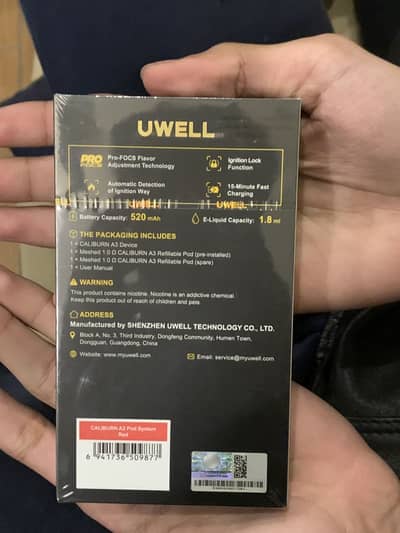 UWELL
PRO
Pro-FOCS Flavor
Adjustment Technology
Ignition Lock
Function
Automatic Detection
of Ignition Way
15-Minute Fast
Charging
UWELL
Battery Capacity: 520 mAh
E-Liquid Capacity: 1.8 ml
THE PACKAGING INCLUDES
1 × CALIBURN A3 Device
1 × Meshed 1.0 Ω CALIBURN A3 Refillable Pod (pre-installed)
1 × Meshed 1.0 Ω CALIBURN A3 Refillable Pod (spare)
1 × User Manual
WARNING
This product contains nicotine. Nicotine is an addictive chemical.
Keep this product out of reach of children and pets.
ADDRESS
Manufactured by SHENZHEN UWELL TECHNOLOGY CO., LTD.
Block A, No. 3, Third Industry, Dongfeng Community, Humen Town,
Dongguan, Guangdong, China
Website: www.myuwell.com
Email: service@myuwell.com
CALIBURN A3 Pod System
Red
6 941736 509877